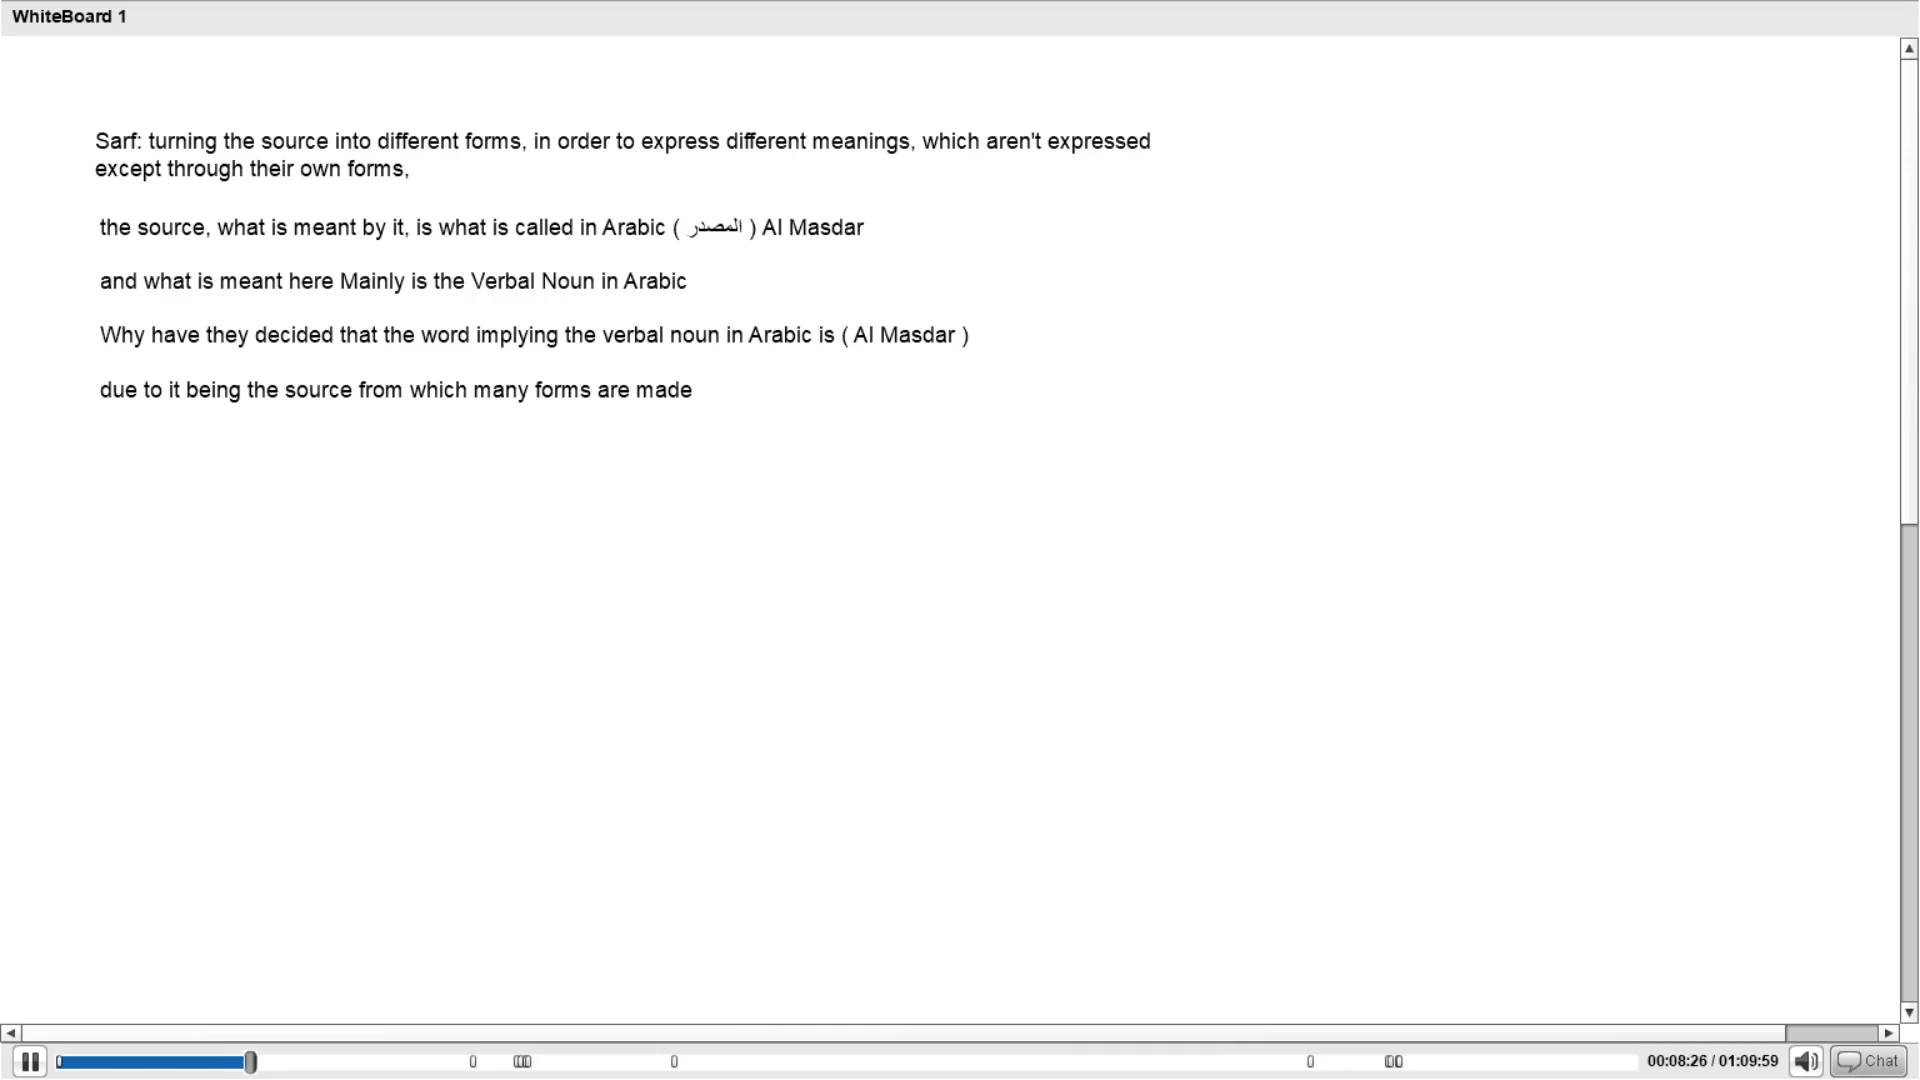 WhiteBoard 1
Sarf: turning the source into different forms, in order to express different meanings, which aren't expressed
except through their own forms,
the source, what is meant by it, is what is called in Arabic ( المصدر ) Al Masdar
and what is meant here Mainly is the Verbal Noun in Arabic
Why have they decided that the word implying the verbal noun in Arabic is ( Al Masdar )
due to it being the source from which many forms are made
00:08:26 / 01:09:59 Chat